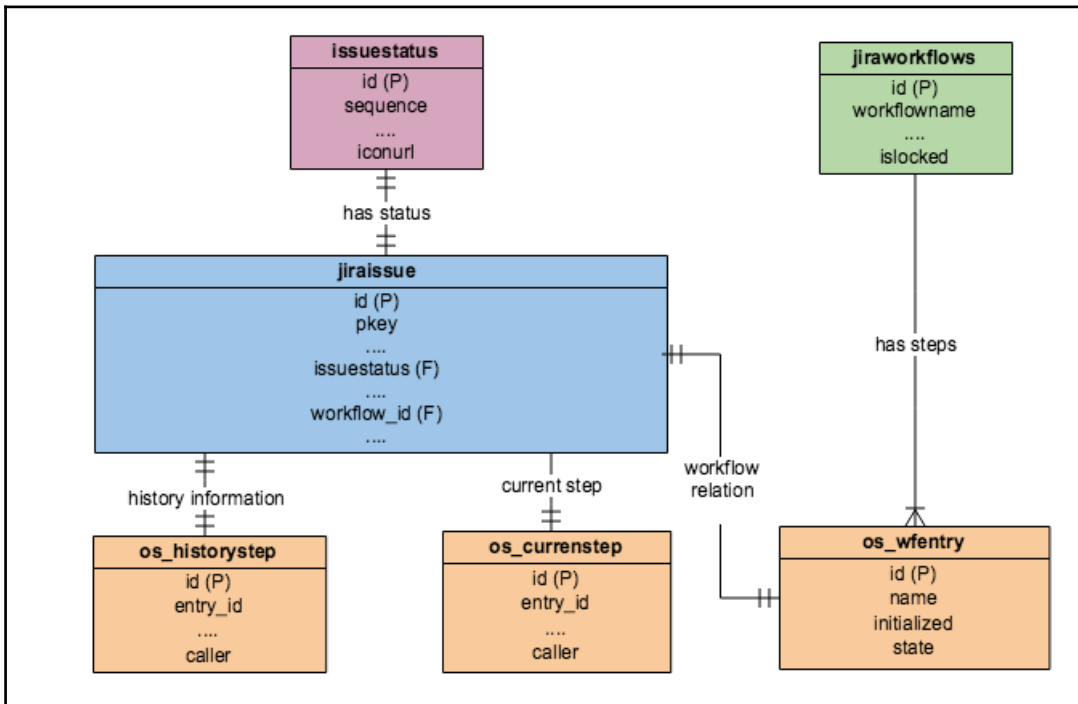 issuestatus
id (P)
sequence
....
iconurl
jiraworkflows
id (P)
workflowname
....
islocked
has status
jiraissue
id (P)
pkey
....
issuestatus (F)
....
workflow_id (F)
....
has steps
workflow
relation
history information
current step
os_historystep
id (P)
entry_id
....
caller
os_currenstep
id (P)
entry_id
....
caller
os_wfentry
id (P)
name
initialized
state